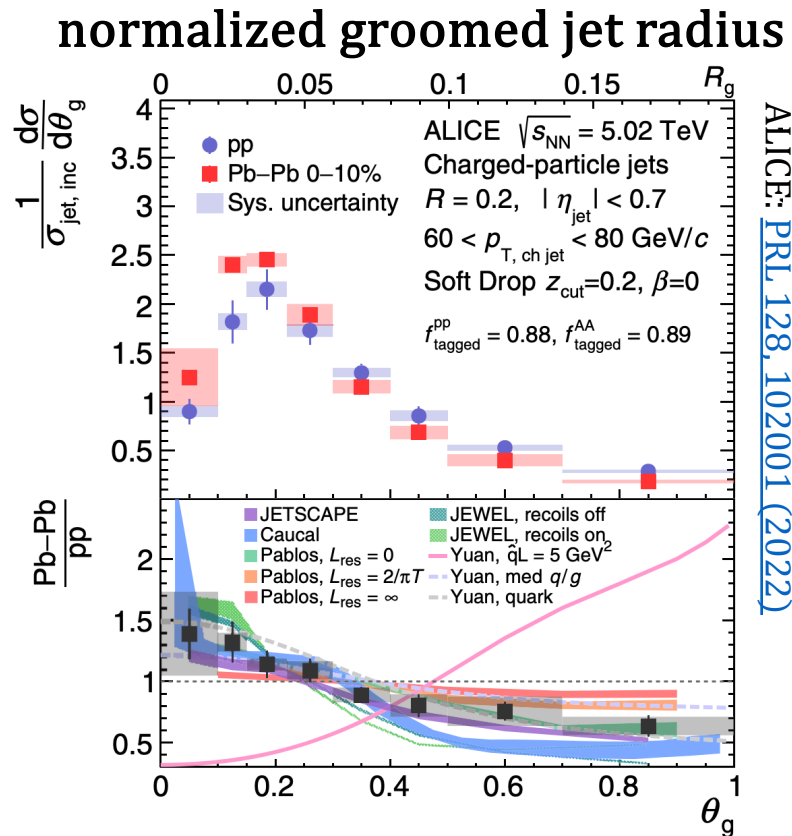 normalized groomed jet radius
0 0.05 0.1 0.15 R_g
1/σ_jet, inc dσ/dθ_g
4
3.5
3
2.5
2
1.5
1
0.5
pp
Pb–Pb 0–10%
Sys. uncertainty
ALICE √s_NN = 5.02 TeV
Charged-particle jets
R = 0.2, | η_jet | < 0.7
60 < p_T, ch jet < 80 GeV/c
Soft Drop z_cut=0.2, β=0
f^pp_tagged = 0.88, f^AA_tagged = 0.89
ALICE: PRL 128, 102001 (2022)
Pb–Pb/pp
2
1.5
1
0.5
JETSCAPE
Caucal
Pablos, L_res = 0
Pablos, L_res = 2/πT
Pablos, L_res = ∞
JEWEL, recoils off
JEWEL, recoils on
Yuan, q̂L = 5 GeV²
Yuan, med q/g
Yuan, quark
0 0.2 0.4 0.6 0.8 1
θ_g